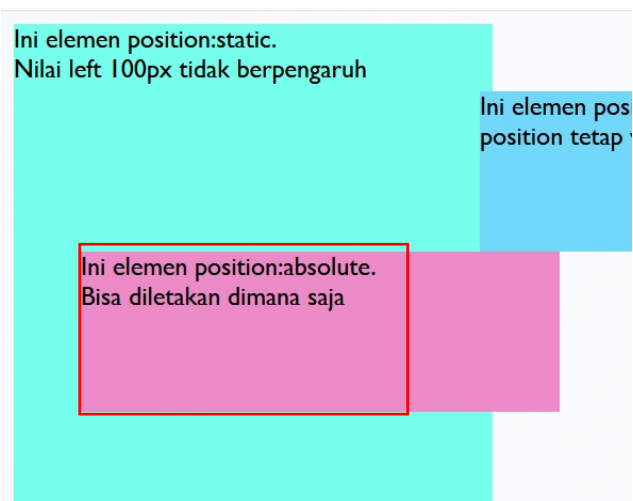 Ini elemen position:static.
Nilai left 100px tidak berpengaruh
Ini elemen
position tetap
Ini elemen position:absolute.
Bisa diletakan dimana saja